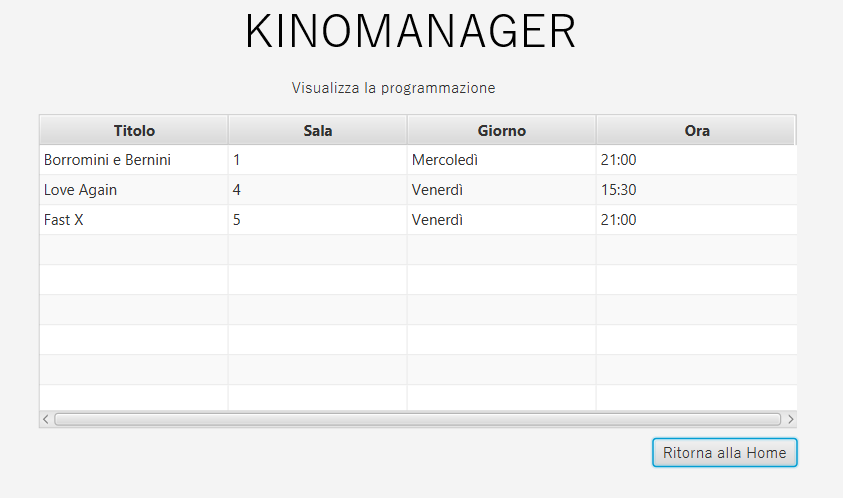 KINOMANAGER
Visualizza la programmazione
Titolo Sala Giorno Ora
Borromini e Bernini 1 Mercoledì 21:00
Love Again 4 Venerdì 15:30
Fast X 5 Venerdì 21:00
Ritorna alla Home